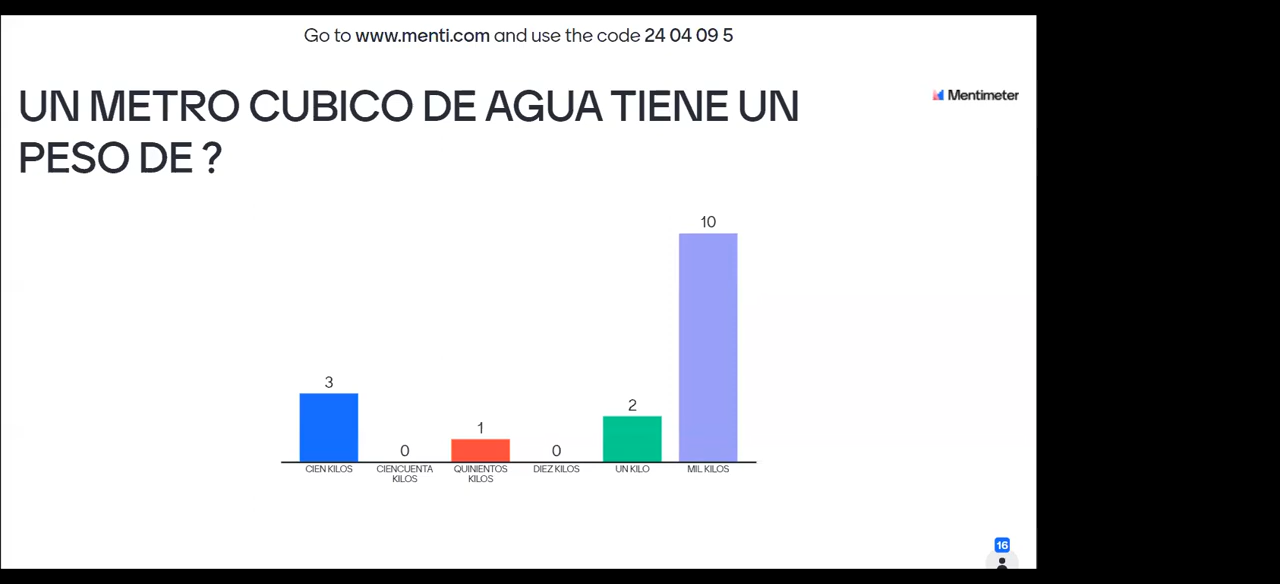 Go to www.menti.com and use the code 24 04 09 5
UN METRO CUBICO DE AGUA TIENE UN
PESO DE ?
Mentimeter
10
3
2
1
0
0
CIEN KILOS
CIENCUENTA
KILOS
QUINIENTOS
KILOS
DIEZ KILOS
UN KILO
MIL KILOS
16